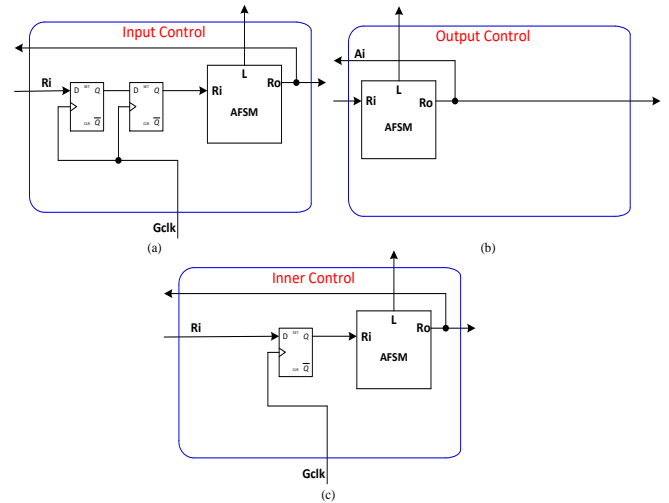 Input Control
Ri
D SET Q
CLR Q
D SET Q
CLR Q
L
Ri
Ro
AFSM
Gclk
(a)
Output Control
Ai
L
Ri
Ro
AFSM
(b)
Inner Control
Ri
D SET Q
CLR Q
L
Ri
Ro
AFSM
Gclk
(c)